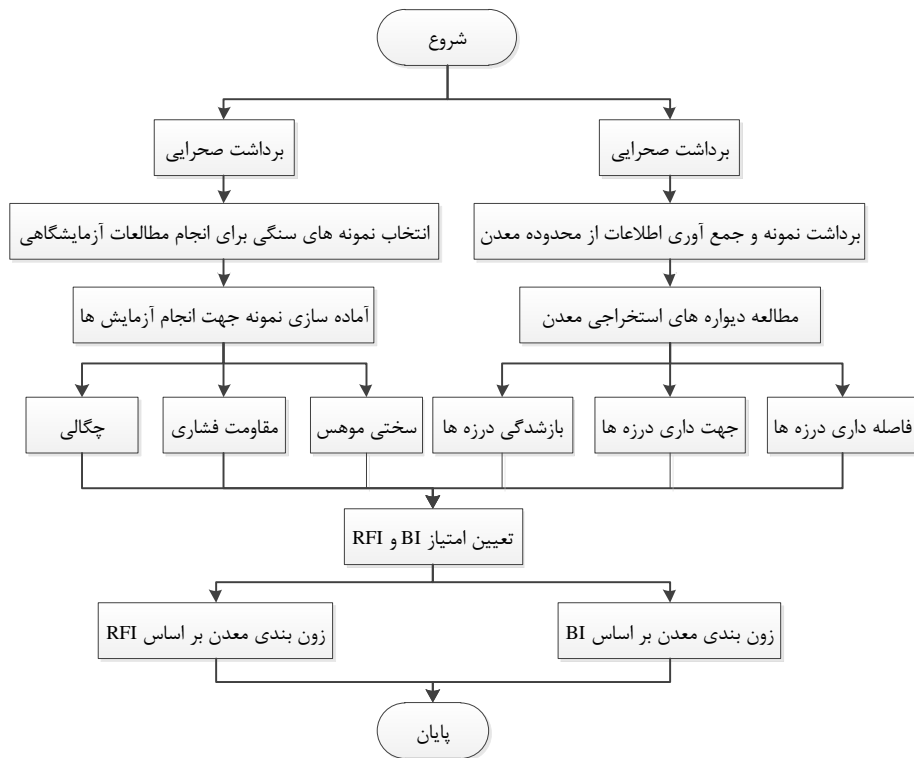 شروع
برداشت صحرایی
برداشت صحرایی
برداشت نمونه و جمع آوری اطلاعات از محدوده معدن
انتخاب نمونه های سنگی برای انجام مطالعات آزمایشگاهی
مطالعه دیواره های استخراجی معدن
آماده سازی نمونه جهت انجام آزمایش ها
فاصله داری درزه ها
جهت داری درزه ها
بازشدگی درزه ها
سختی موهس
مقاومت فشاری
چگالی
تعیین امتیاز BI و RFI
زون بندی معدن بر اساس BI
زون بندی معدن بر اساس RFI
پایان